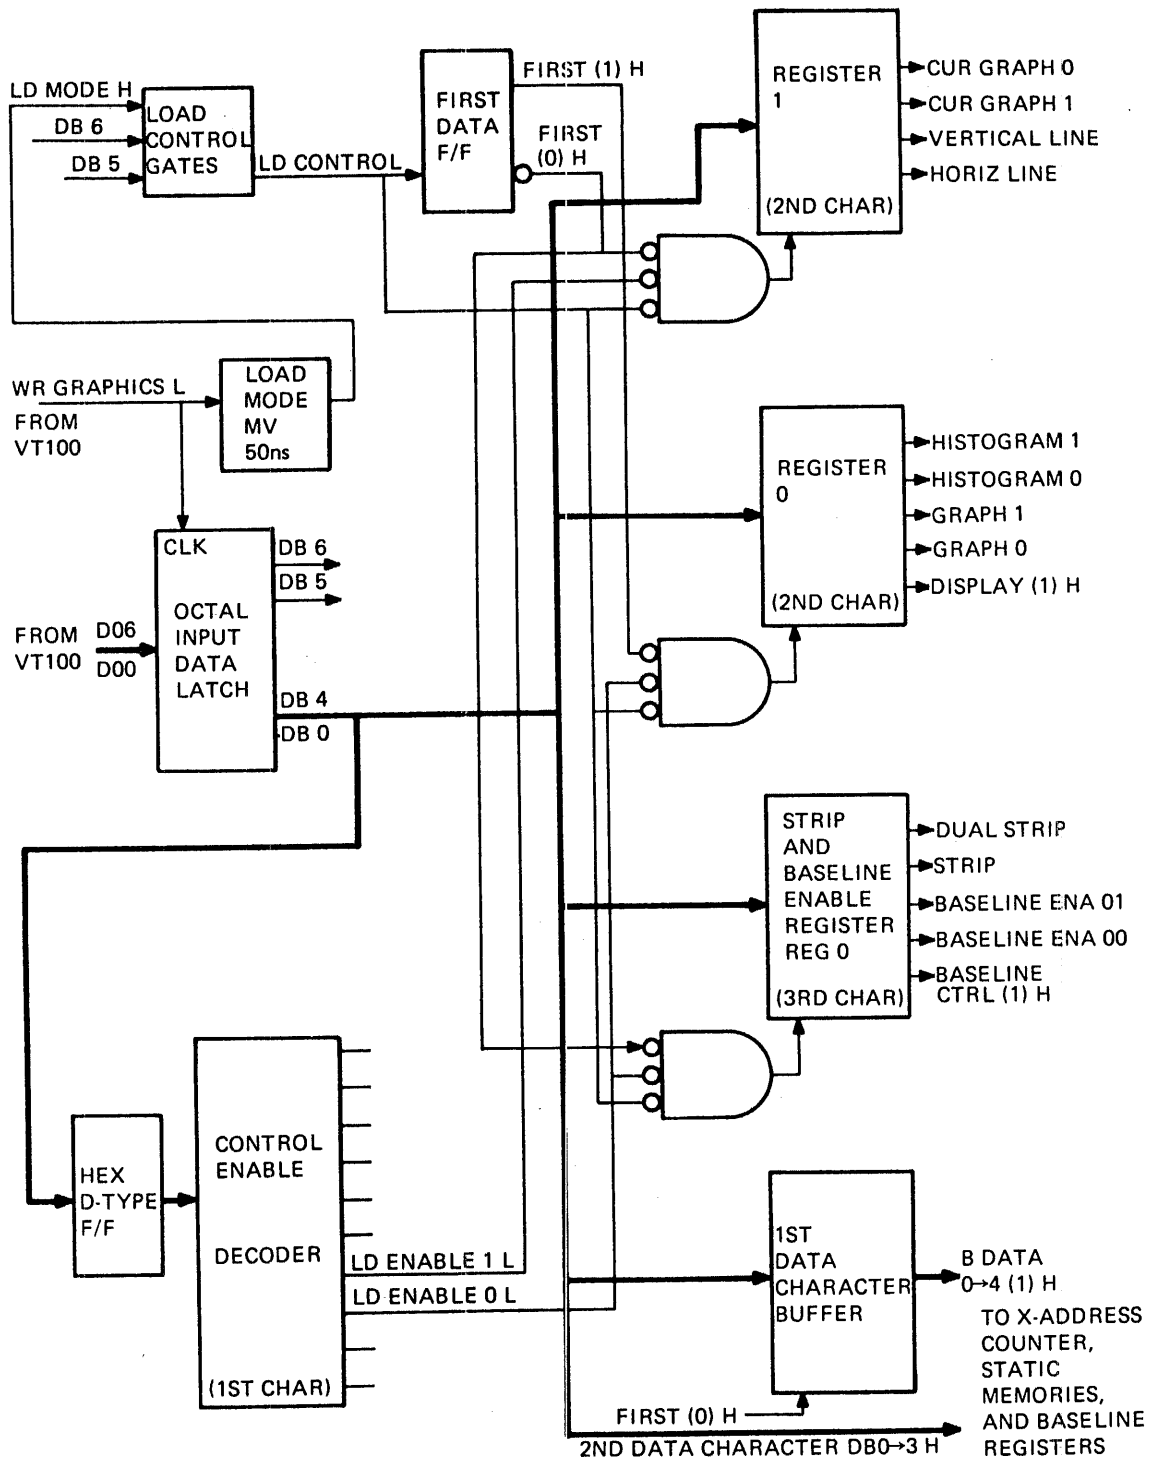 LD MODE H
DB 6
DB 5
LOAD
CONTROL
GATES
LD CONTROL
FIRST
DATA
F/F
FIRST (1) H
FIRST
(0) H
REGISTER
1
(2ND CHAR)
CUR GRAPH 0
CUR GRAPH 1
VERTICAL LINE
HORIZ LINE
WR GRAPHICS L
FROM
VT100
LOAD
MODE
MV
50ns
REGISTER
0
(2ND CHAR)
HISTOGRAM 1
HISTOGRAM 0
GRAPH 1
GRAPH 0
DISPLAY (1) H
CLK
OCTAL
INPUT
DATA
LATCH
DB 6
DB 5
FROM
VT100
D06
D00
DB 4
DB 0
STRIP
AND
BASELINE
ENABLE
REGISTER
REG 0
(3RD CHAR)
DUAL STRIP
STRIP
BASELINE ENA 01
BASELINE ENA 00
BASELINE
CTRL (1) H
HEX
D-TYPE
F/F
CONTROL
ENABLE
DECODER
(1ST CHAR)
LD ENABLE 1 L
LD ENABLE 0 L
1ST
DATA
CHARACTER
BUFFER
B DATA
0→4 (1) H
TO X-ADDRESS
COUNTER,
STATIC
MEMORIES,
AND BASELINE
REGISTERS
FIRST (0) H
2ND DATA CHARACTER DB0→3 H